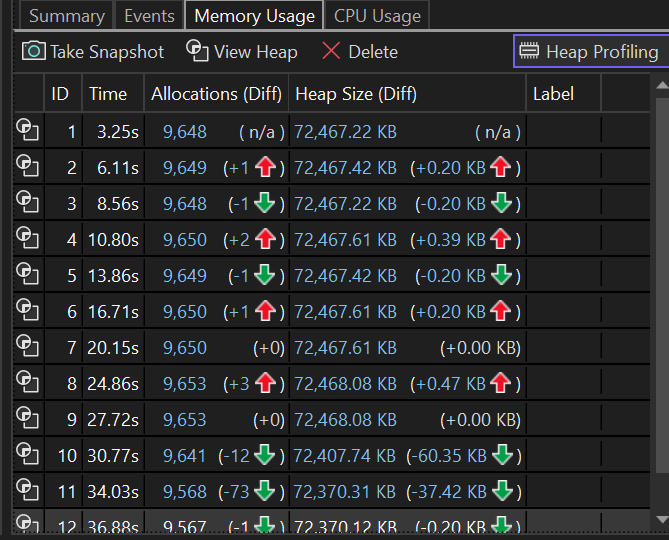 Summary Events Memory Usage CPU Usage
Take Snapshot View Heap Delete Heap Profiling
ID Time Allocations (Diff) Heap Size (Diff) Label
1 3.25s 9,648 ( n/a ) 72,467.22 KB ( n/a )
2 6.11s 9,649 (+1 ) 72,467.42 KB (+0.20 KB )
3 8.56s 9,648 (-1 ) 72,467.22 KB (-0.20 KB )
4 10.80s 9,650 (+2 ) 72,467.61 KB (+0.39 KB )
5 13.86s 9,649 (-1 ) 72,467.42 KB (-0.20 KB )
6 16.71s 9,650 (+1 ) 72,467.61 KB (+0.20 KB )
7 20.15s 9,650 (+0) 72,467.61 KB (+0.00 KB)
8 24.86s 9,653 (+3 ) 72,468.08 KB (+0.47 KB )
9 27.72s 9,653 (+0) 72,468.08 KB (+0.00 KB)
10 30.77s 9,641 (-12 ) 72,407.74 KB (-60.35 KB )
11 34.03s 9,568 (-73 ) 72,370.31 KB (-37.42 KB )
12 36.88s 9,567 (-1 ) 72,370.12 KB (-0.20 KB )